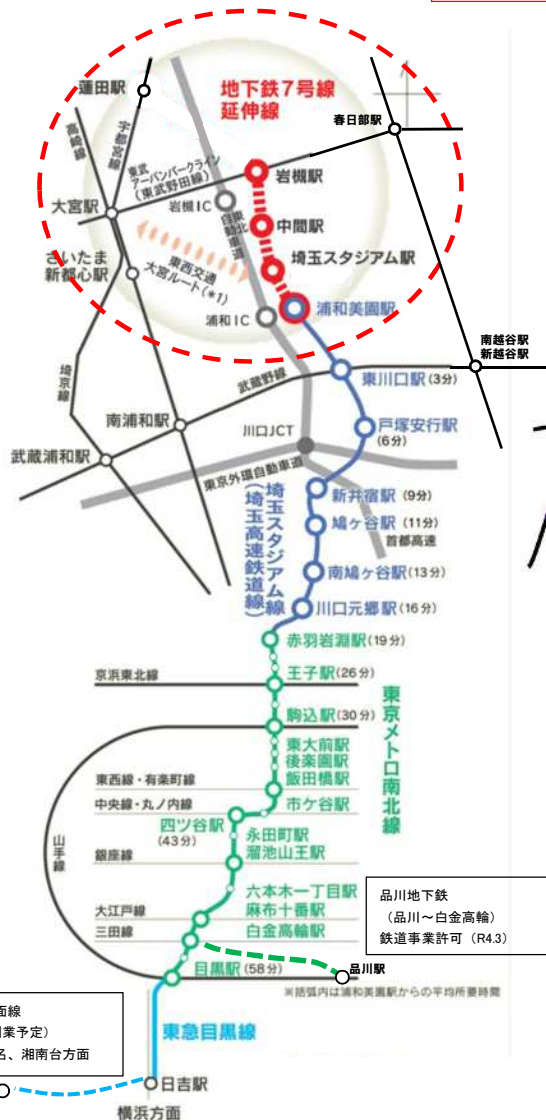 地下鉄7号線
延伸線
蓮田駅
春日部駅
高崎線
宇都宮線
東武
アーバンパークライン
(東武野田線)
岩槻駅
大宮駅
岩槻IC
東北
自動車道
中間駅
さいたま
新都心駅
東西交通
大宮ルート(*1)
埼玉スタジアム駅
浦和IC
浦和美園駅
南越谷駅
新越谷駅
埼京線
武蔵野線
東川口駅(3分)
南浦和駅
川口JCT
戸塚安行駅
(6分)
武蔵浦和駅
東京外環自動車道
新井宿駅(9分)
埼玉スタジアム線
(埼玉高速鉄道線)
鳩ヶ谷駅(11分)
首都高速
南鳩ヶ谷駅(13分)
川口元郷駅(16分)
赤羽岩淵駅(19分)
京浜東北線
王子駅(26分)
東京メトロ南北線
駒込駅(30分)
東大前駅
後楽園駅
飯田橋駅
東西線・有楽町線
中央線・丸ノ内線
市ケ谷駅
四ツ谷駅
(43分)
山手線
永田町駅
溜池山王駅
銀座線
六本木一丁目駅
麻布十番駅
大江戸線
三田線
白金高輪駅
品川地下鉄
(品川~白金高輪)
鉄道事業許可(R4.3)
目黒駅(58分)
品川駅
※括弧内は浦和美園駅からの平均所要時間
面線
業予定)
名、湘南台方面
東急目黒線
日吉駅
横浜方面